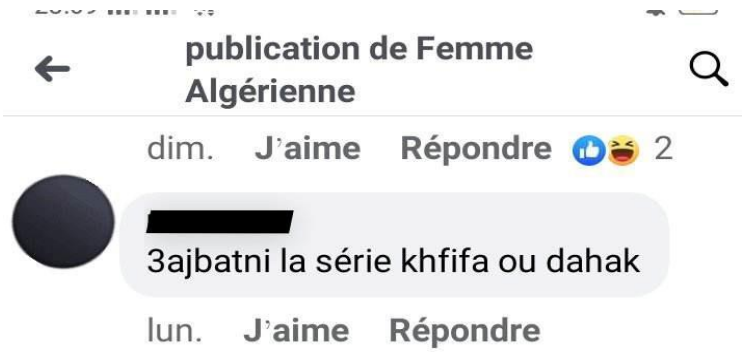 publication de Femme
Algérienne
dim. J'aime Répondre 2
3ajbatni la série khfifa ou dahak
lun. J'aime Répondre